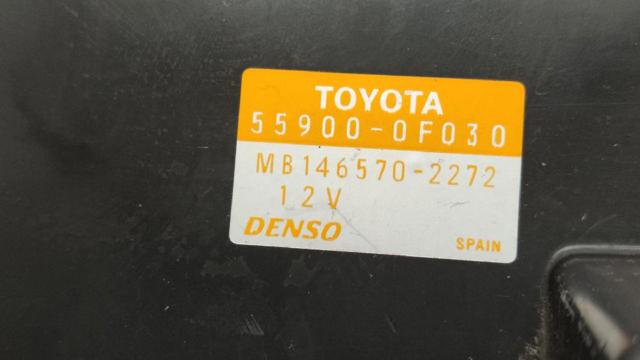 TOYOTA
55900-0F030
MB146570-2272
12V
DENSO
SPAIN